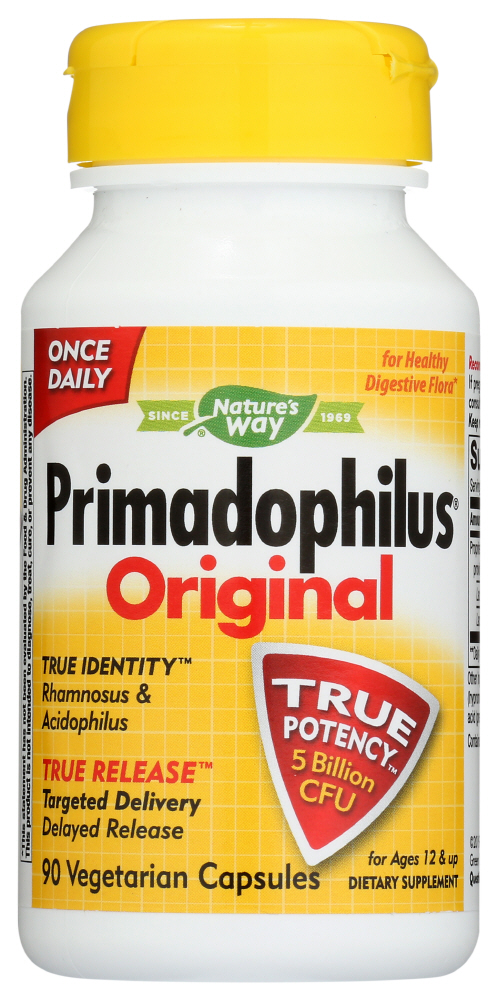 ONCE
DAILY
for Healthy
Digestive Flora*
SINCE
Nature's
Way®
1969
Primadophilus®
Original
TRUE IDENTITY™
Rhamnosus &
Acidophilus
TRUE RELEASE™
Targeted Delivery
Delayed Release
TRUE
POTENCY™
5 Billion
CFU
90 Vegetarian Capsules
for Ages 12 & up
DIETARY SUPPLEMENT
*This statement has not been evaluated by the Food & Drug Administration.
This product is not intended to diagnose, treat, cure, or prevent any disease.